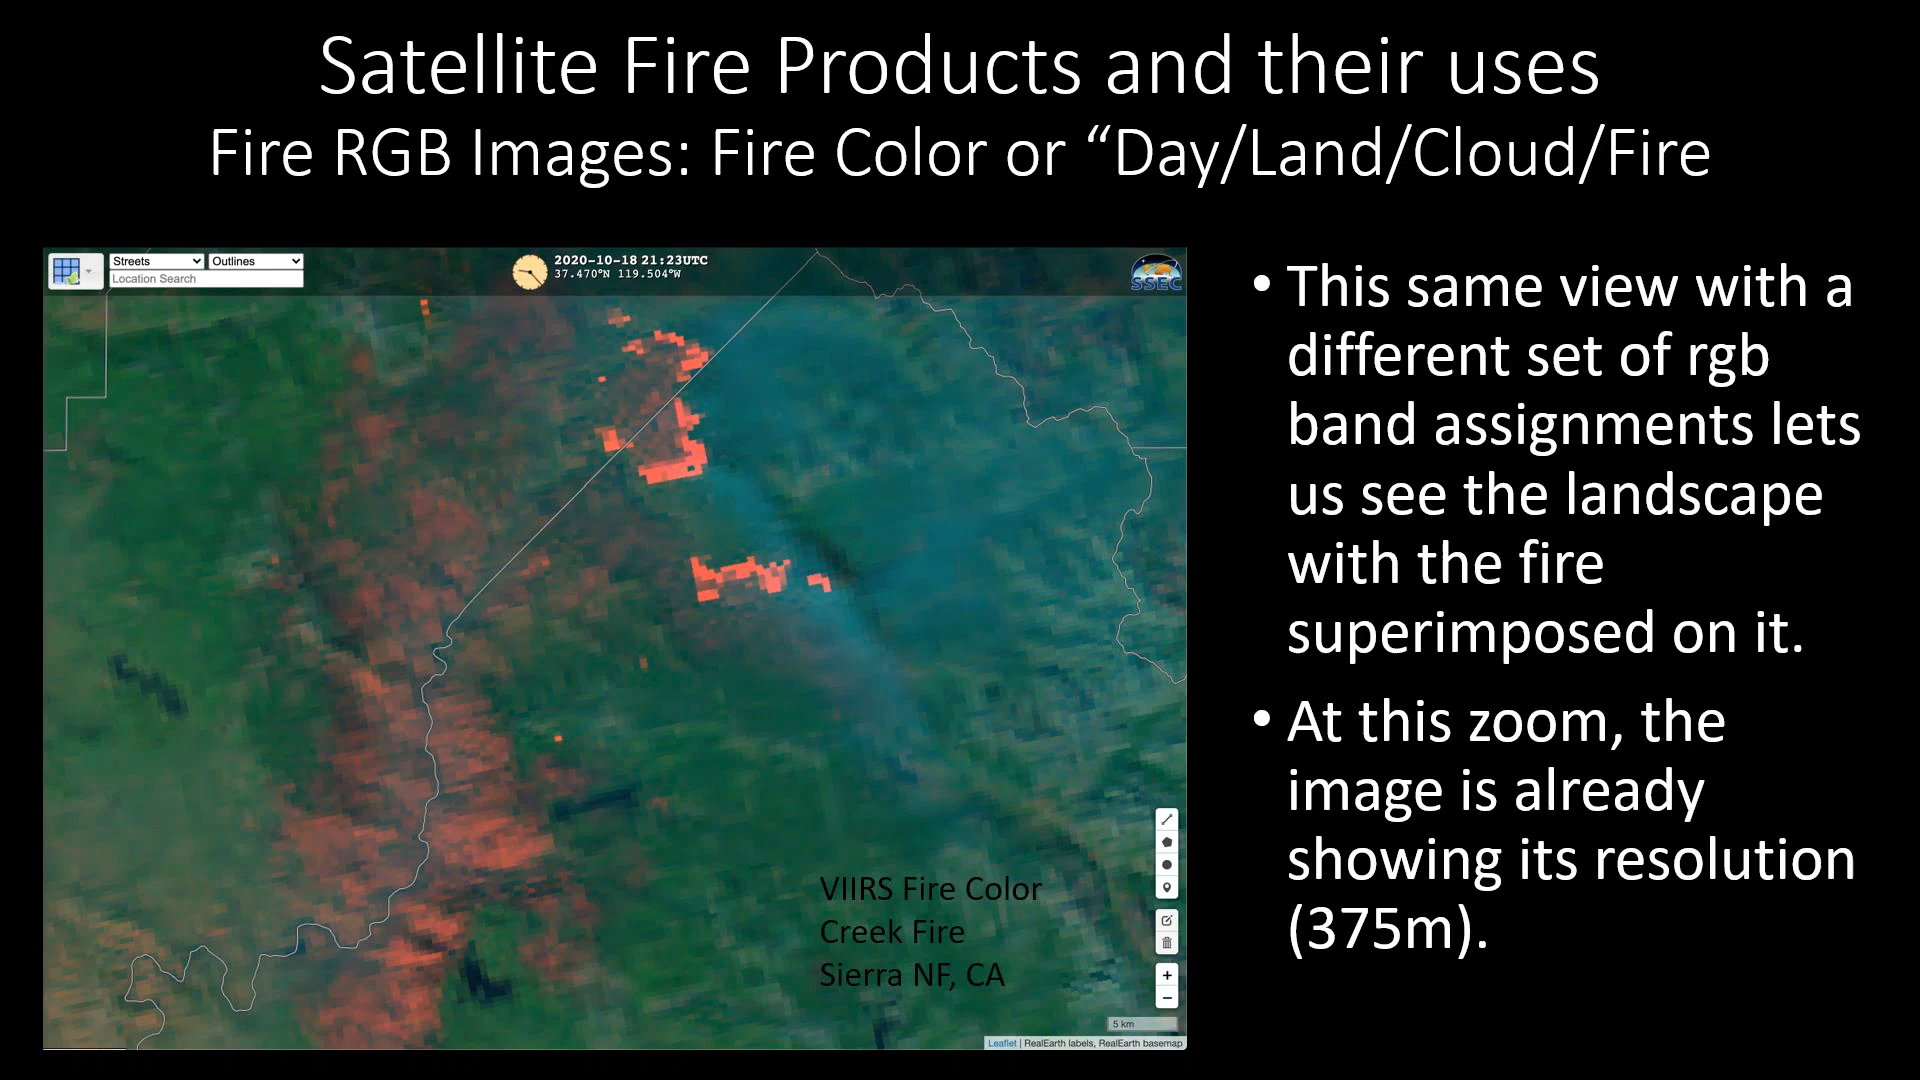 Satellite Fire Products and their uses
Fire RGB Images: Fire Color or “Day/Land/Cloud/Fire
Streets
Outlines
Location Search
2020-10-18 21:23UTC
37.470°N 119.504°W
SSEC
VIIRS Fire Color
Creek Fire
Sierra NF, CA
+
−
5 km
Leaflet | RealEarth labels, RealEarth basemap
• This same view with a
different set of rgb
band assignments lets
us see the landscape
with the fire
superimposed on it.
• At this zoom, the
image is already
showing its resolution
(375m).